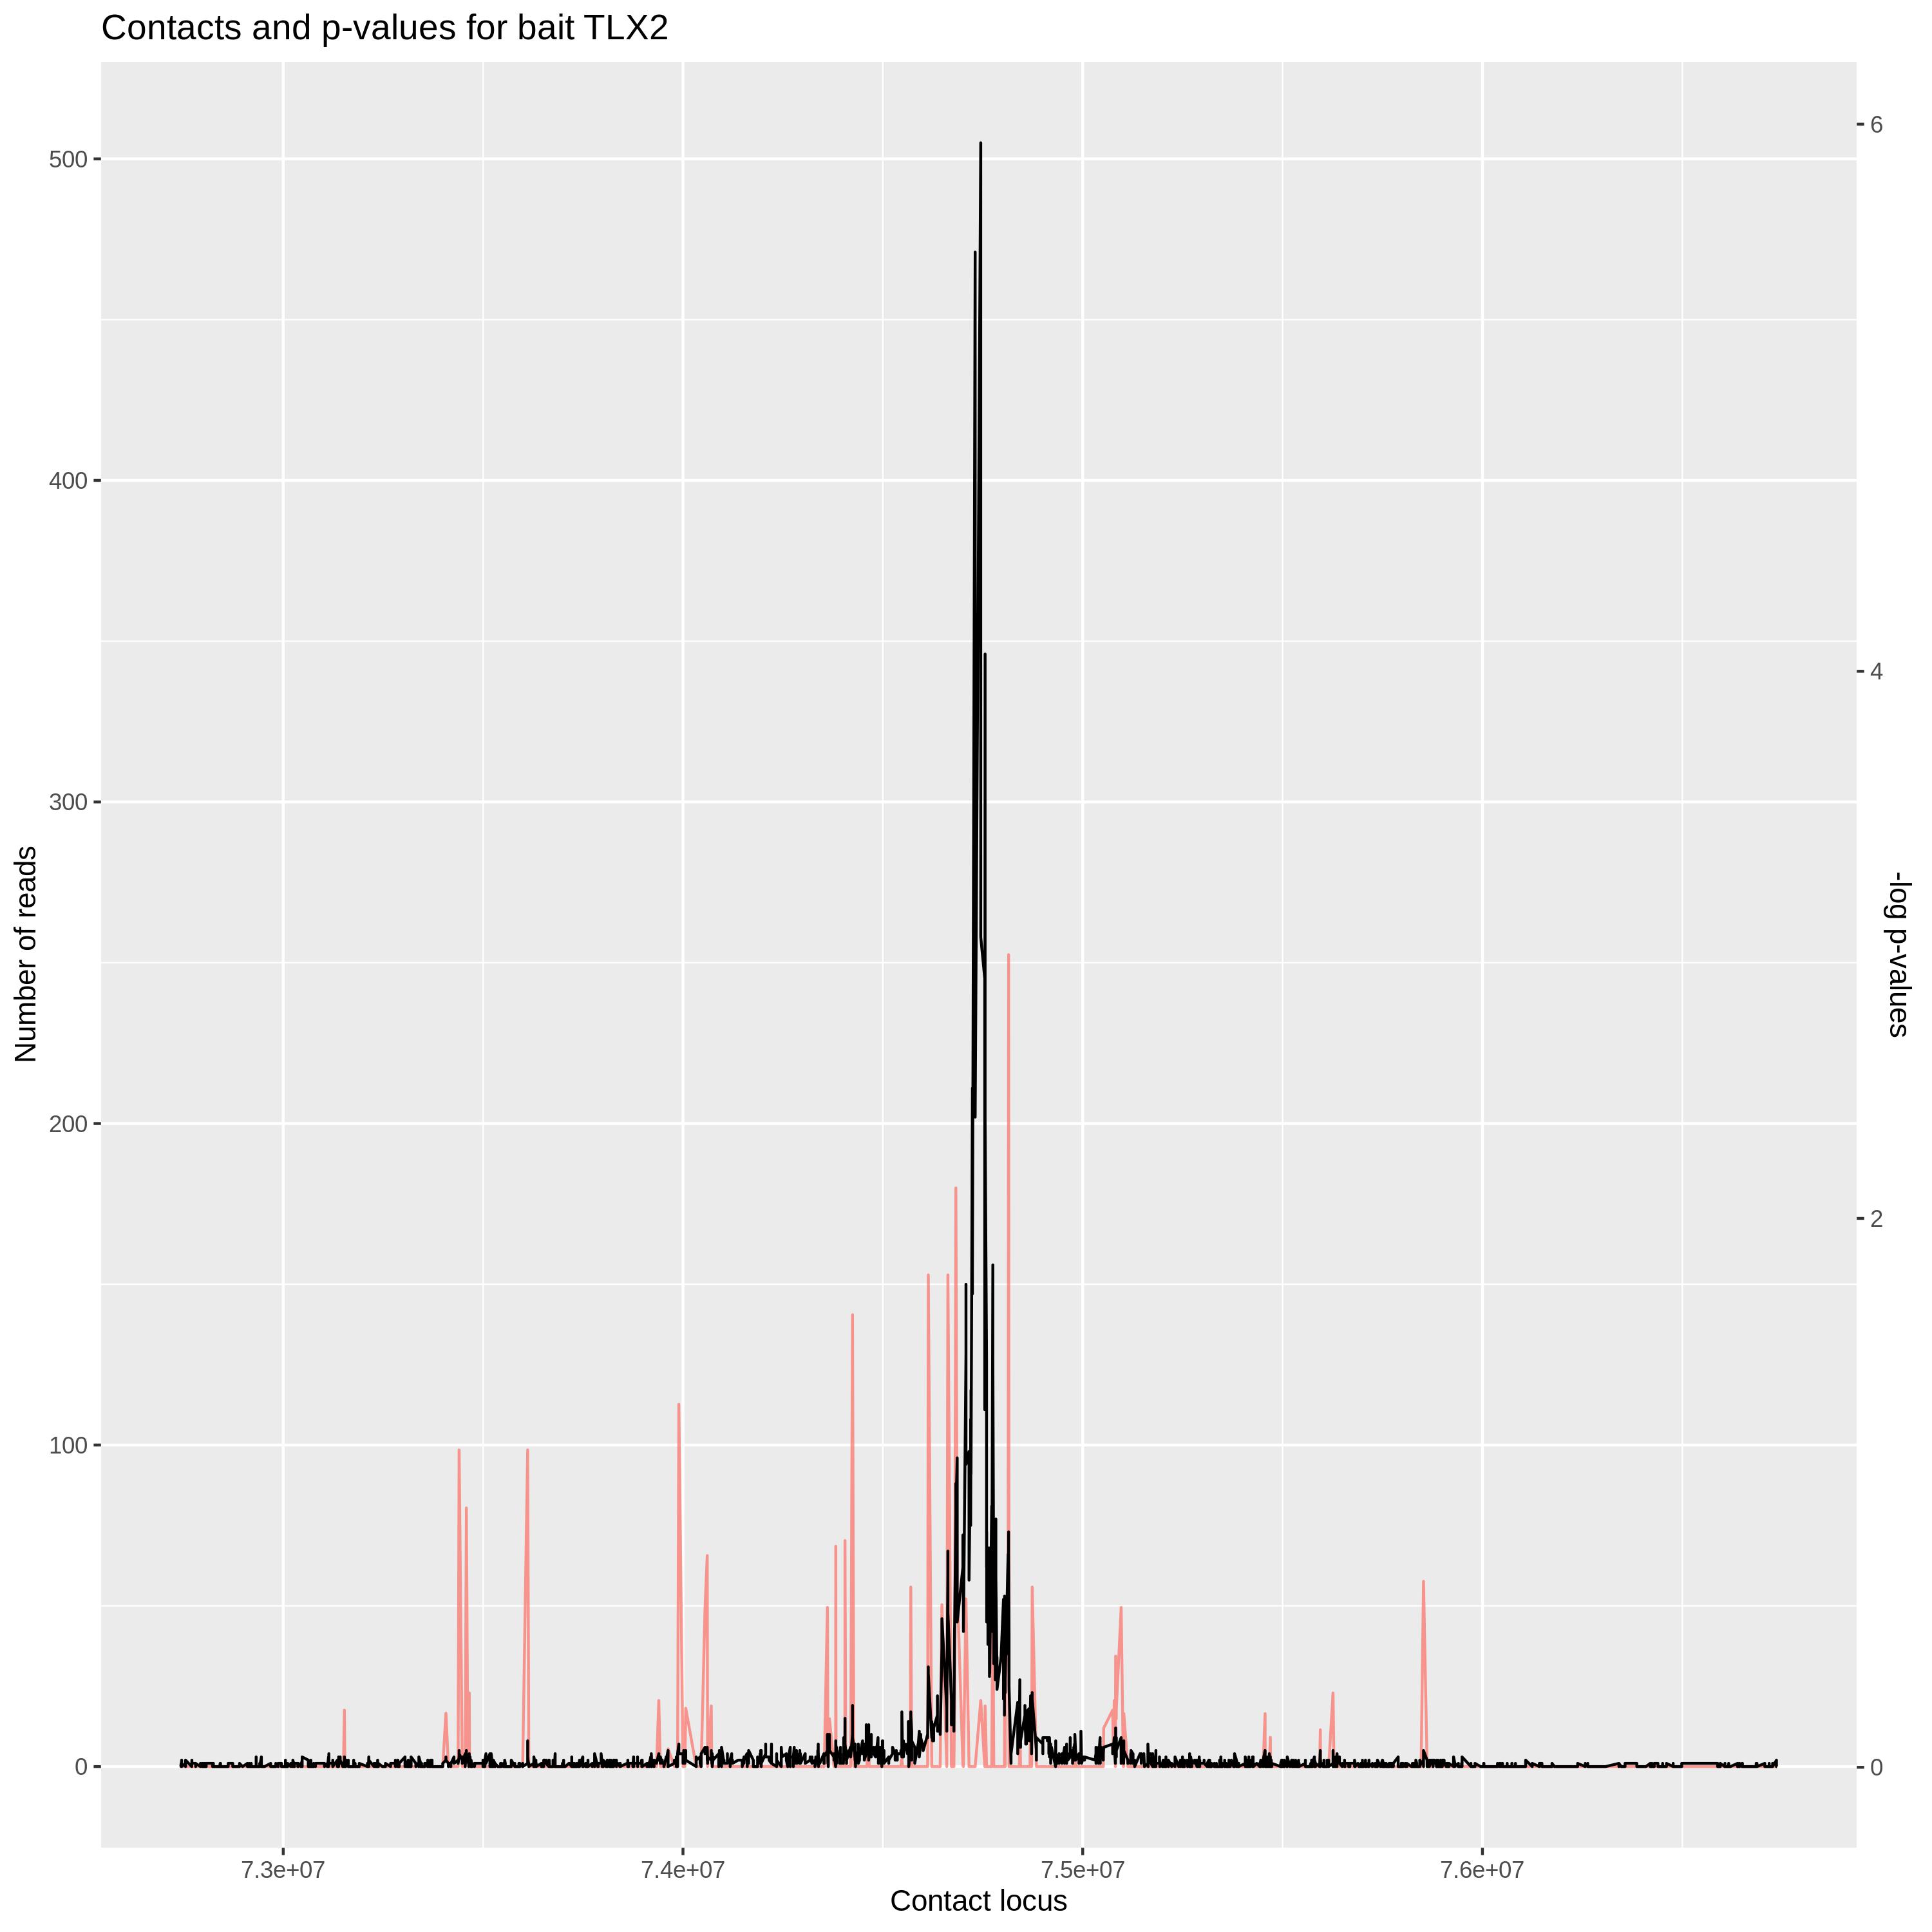 Contacts and p-values for bait TLX2
500
400
300
200
100
0
6
4
2
0
Number of reads
-log p-values
7.3e+07
7.4e+07
7.5e+07
7.6e+07
Contact locus